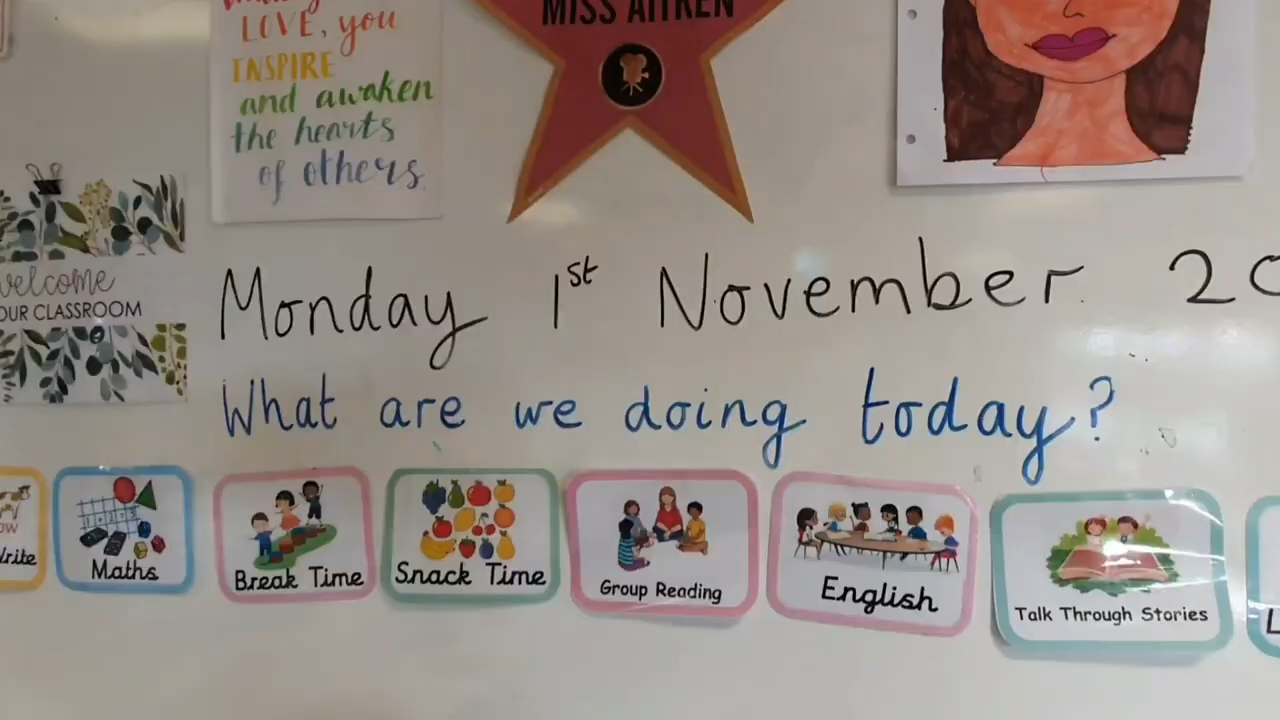 LOVE, you
INSPIRE
and awaken
the hearts
of others.
MISS AITKEN
welcome
OUR CLASSROOM
Monday 1st November 20
What are we doing today?
Write
Maths
Break Time
Snack Time
Group Reading
English
Talk Through Stories